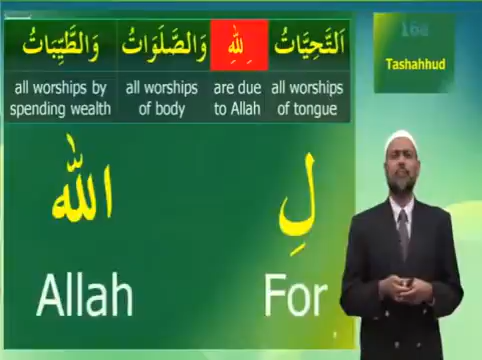 اَلتَّحِيَّاتُ لِلّٰهِ وَالصَّلَوَاتُ وَالطَّيِّبَاتُ
all worships by spending wealth
all worships of body
are due to Allah
all worships of tongue
16a
Tashahhud
لِ الله
Allah For